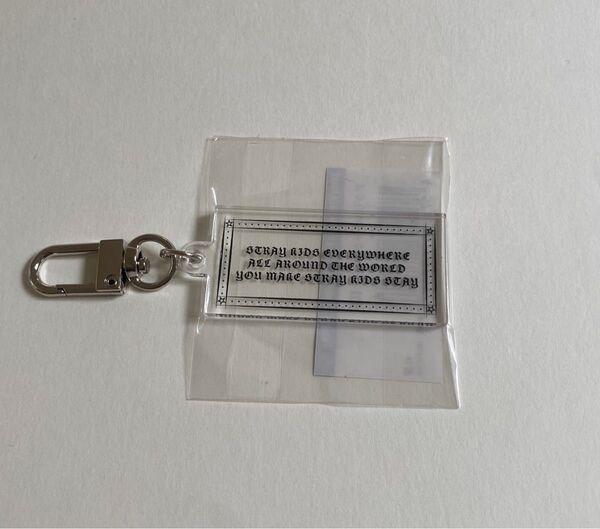 STRAY KIDS EVERYWHERE
ALL AROUND THE WORLD
YOU MAKE STRAY KIDS STAY